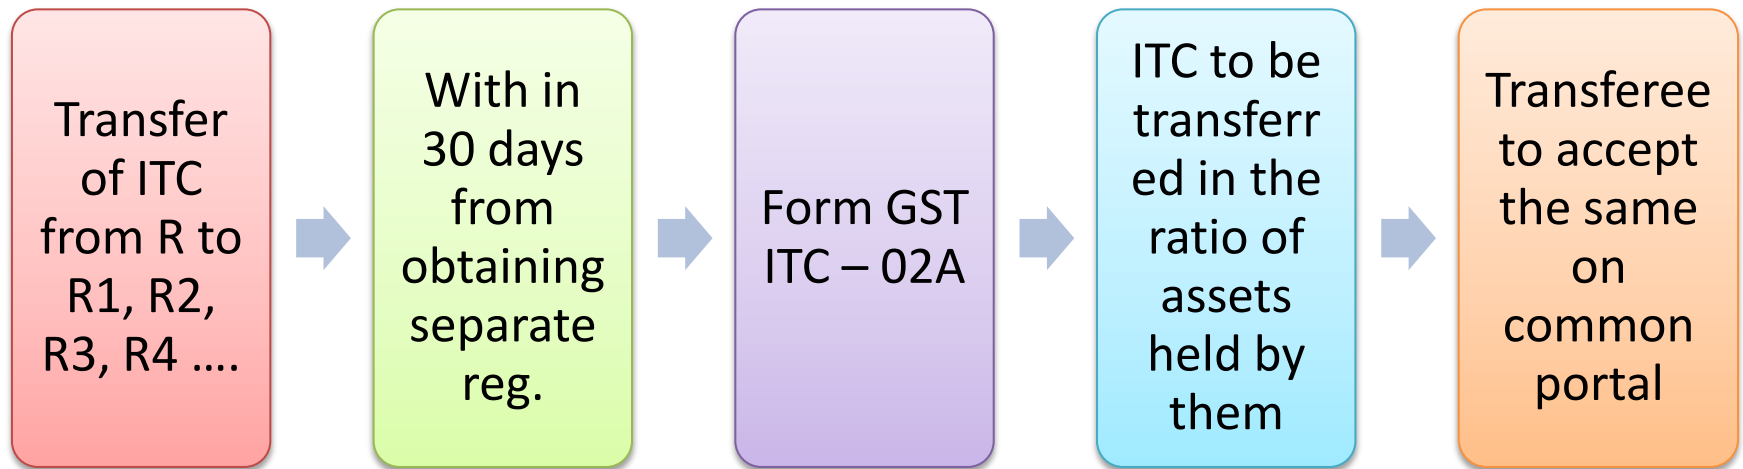 Transfer
of ITC
from R to
R1, R2,
R3, R4 ....
With in
30 days
from
obtaining
separate
reg.
Form GST
ITC – 02A
ITC to be
transferr
ed in the
ratio of
assets
held by
them
Transferee
to accept
the same
on
common
portal